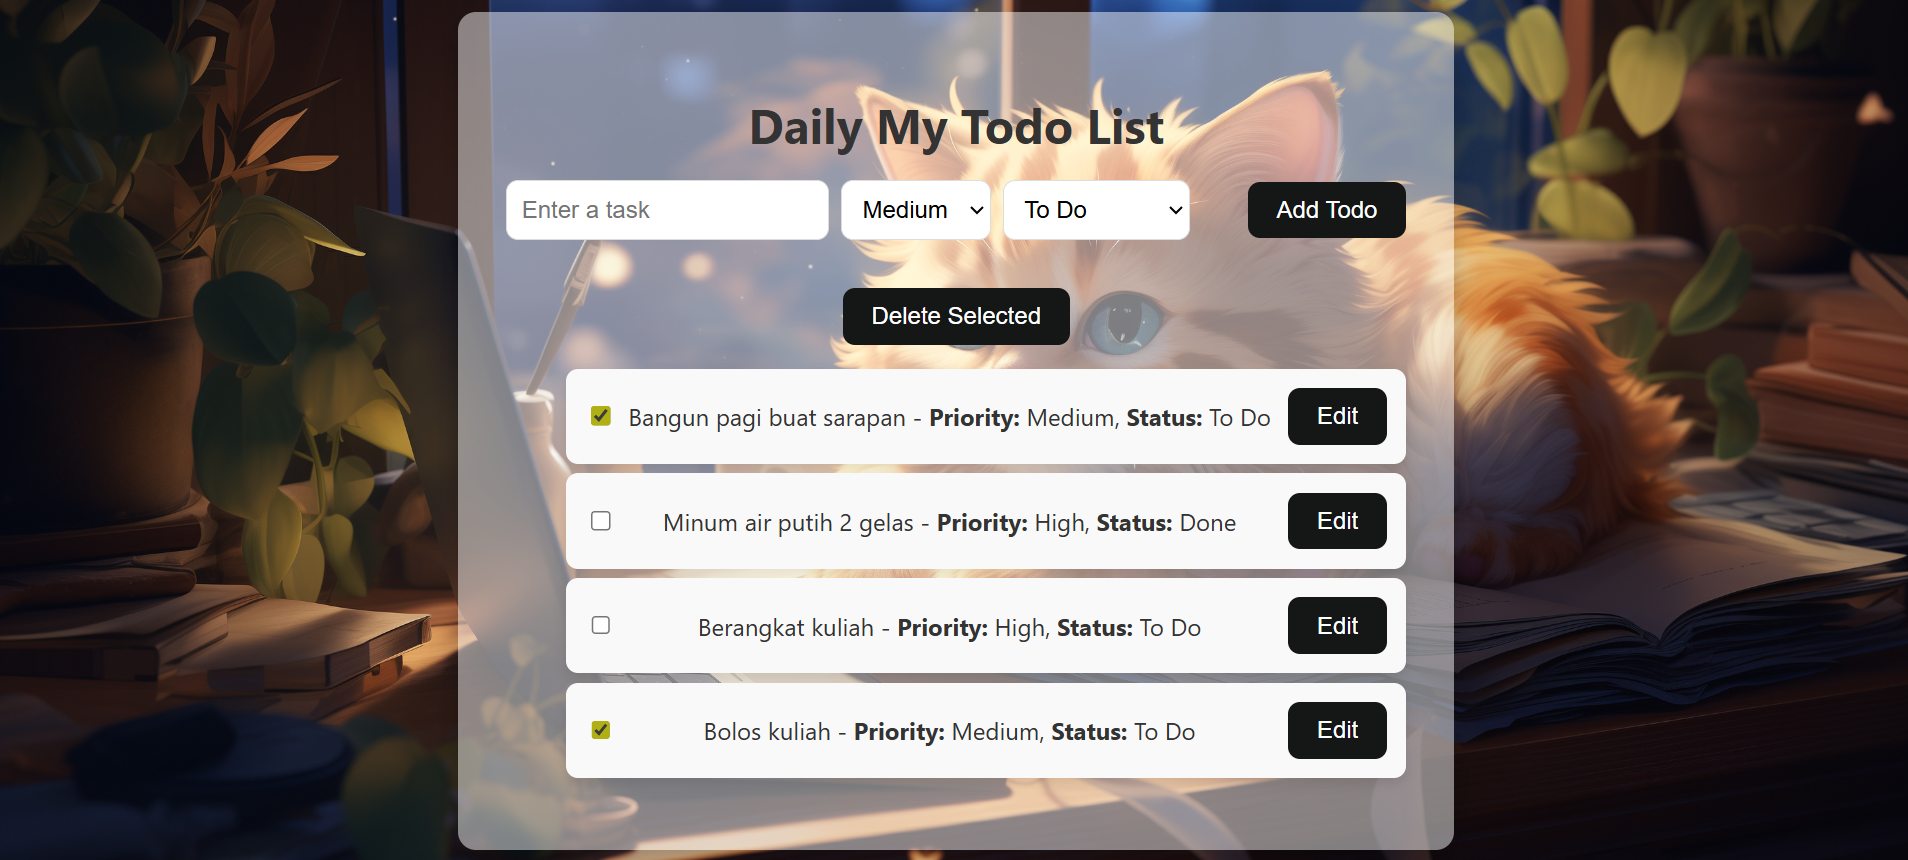 Daily My Todo List
Enter a task Medium To Do Add Todo
Delete Selected
Bangun pagi buat sarapan - Priority: Medium, Status: To Do Edit
Minum air putih 2 gelas - Priority: High, Status: Done Edit
Berangkat kuliah - Priority: High, Status: To Do Edit
Bolos kuliah - Priority: Medium, Status: To Do Edit